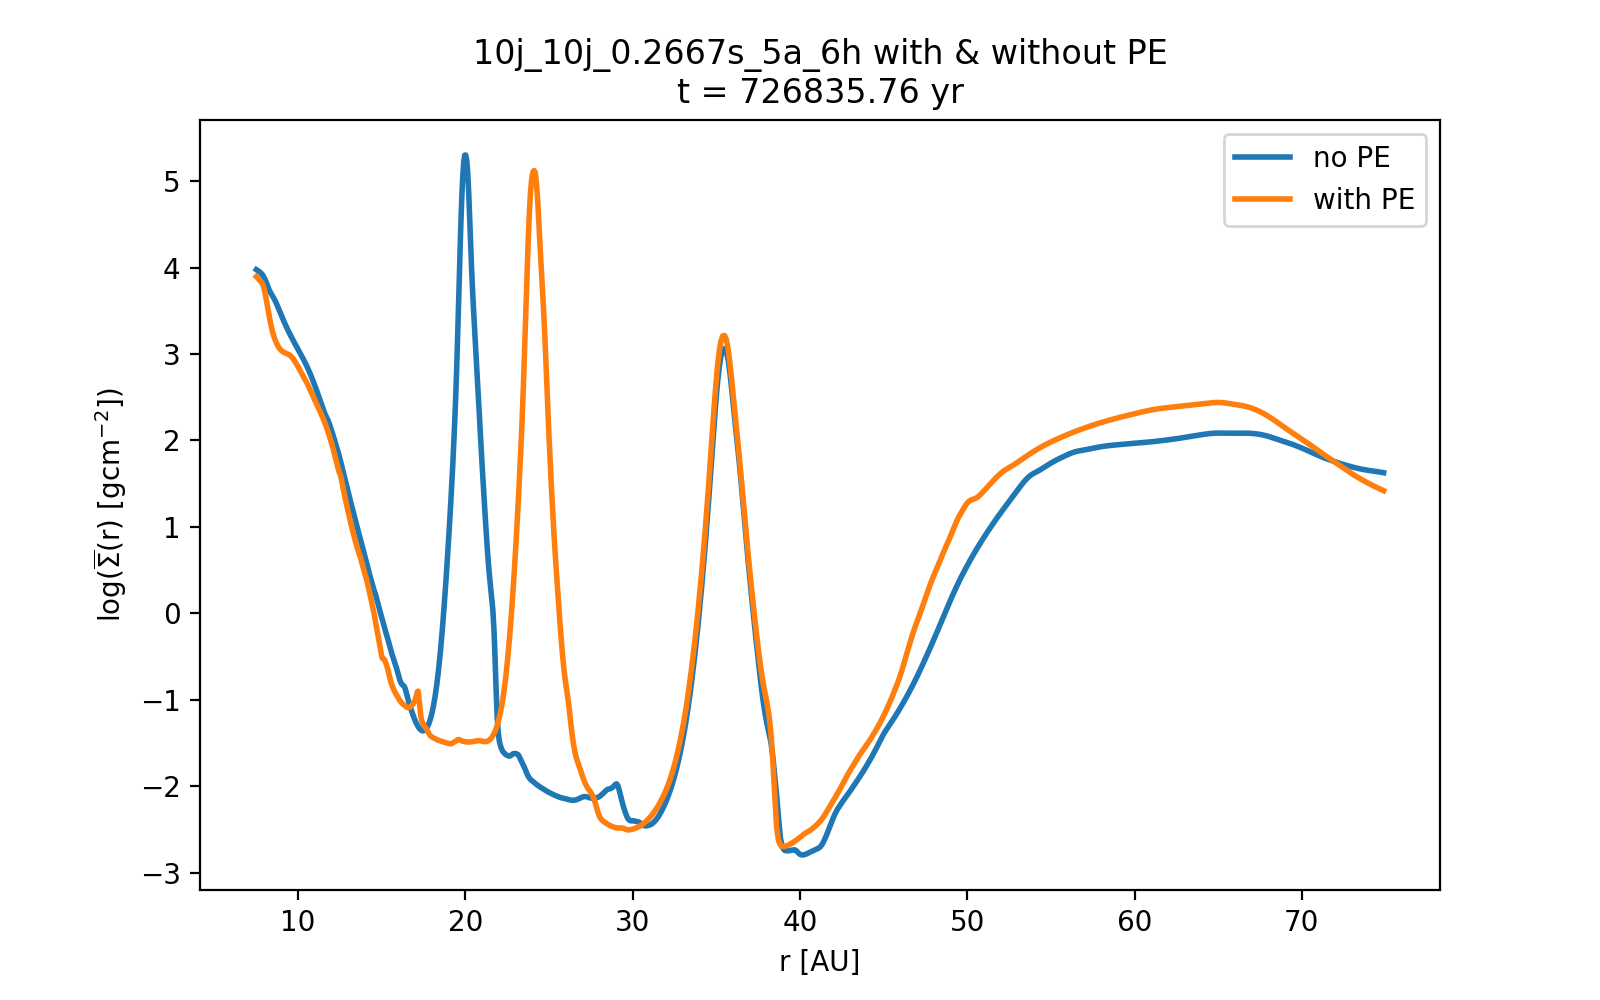 10j_10j_0.2667s_5a_6h with & without PE
t = 726835.76 yr
no PE
with PE
5
4
3
2
1
0
−1
−2
−3
log(Σ̅(r) [gcm⁻²])
10 20 30 40 50 60 70
r [AU]